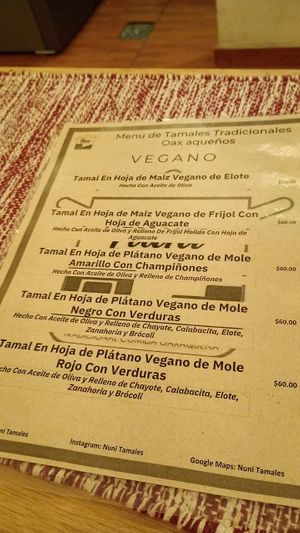 Menu de Tamales Tradicionales
Oaxaqueños
VEGANO
Tamal En Hoja de Maíz Vegano de Elote
Hecho Con Aceite de Oliva
Tamal En Hoja de Maíz Vegano de Frijol Con
Hoja de Aguacate
$60.00
Hecho Con Aceite de Oliva y Relleno De Frijol Molido Con Hoja de
Aguacate
Tamal En Hoja de Plátano Vegano de Mole
Amarillo Con Champiñones
$60.00
Hecho Con Aceite de Oliva y Relleno de Champiñones
Tamal En Hoja de Plátano Vegano de Mole
Negro Con Verduras
$60.00
Hecho Con Aceite de Oliva y Relleno de Chayote, Calabacita, Elote,
Zanahoria y Brócoli
TRADICIONAL COMIDA OAXAQUEÑA
Tamal En Hoja de Plátano Vegano de Mole
Rojo Con Verduras
$60.00
Hecho Con Aceite de Oliva y Relleno de Chayote, Calabacita, Elote,
Zanahoria y Brócoli
Nuni Tamales
Instagram: Nuni Tamales
Google Maps: Nuni Tamales